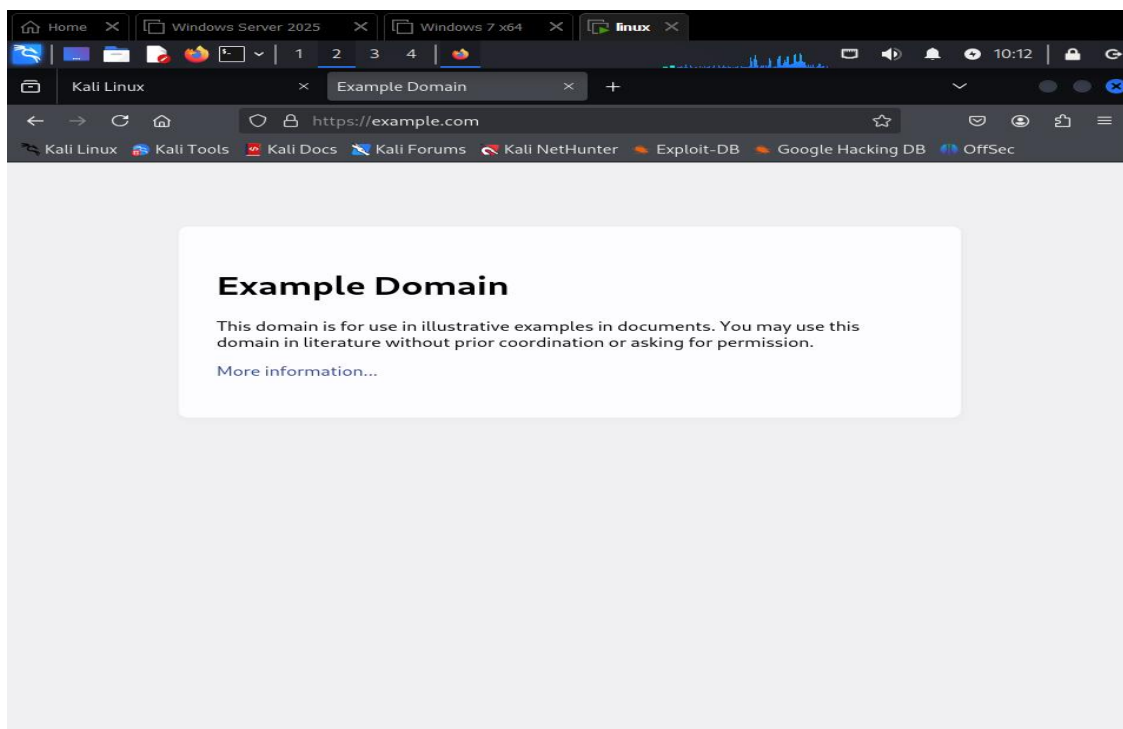 Home Windows Server 2025 Windows 7 x64 linux
1 2 3 4 10:12
Kali Linux Example Domain
https://example.com
Kali Linux Kali Tools Kali Docs Kali Forums Kali NetHunter Exploit-DB Google Hacking DB OffSec
Example Domain
This domain is for use in illustrative examples in documents. You may use this
domain in literature without prior coordination or asking for permission.
More information...